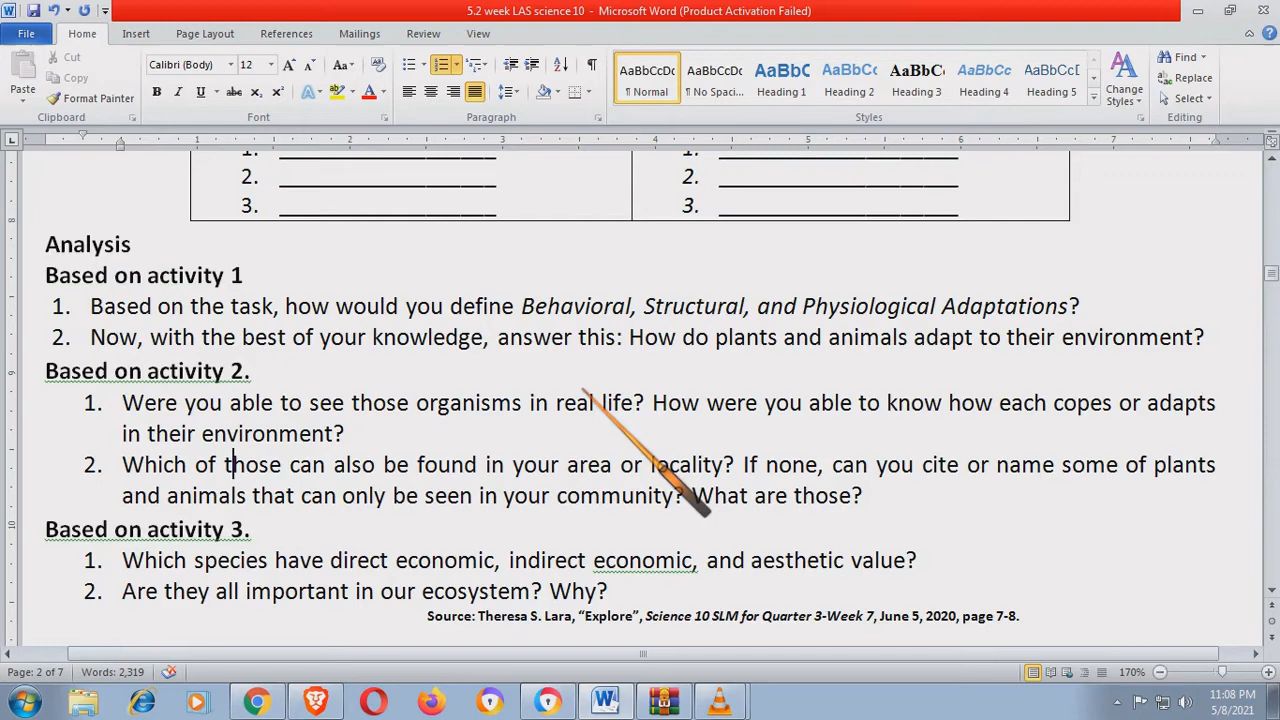 5.2 week LAS science 10 - Microsoft Word (Product Activation Failed)
File Home Insert Page Layout References Mailings Review View
Paste Cut Copy Format Painter Clipboard
Calibri (Body) 12 Font
Paragraph
AaBbCcDc AaBbCcDc AaBbC AaBbCc AaBbCc AaBbCc AaBbCcD
¶ Normal ¶ No Spaci... Heading 1 Heading 2 Heading 3 Heading 4 Heading 5
Change Styles Styles
Find Replace Select Editing
1. ____________________ 1. ____________________
2. ____________________ 2. ____________________
3. ____________________ 3. ____________________
Analysis
Based on activity 1
1. Based on the task, how would you define Behavioral, Structural, and Physiological Adaptations?
2. Now, with the best of your knowledge, answer this: How do plants and animals adapt to their environment?
Based on activity 2.
1. Were you able to see those organisms in real life? How were you able to know how each copes or adapts
in their environment?
2. Which of those can also be found in your area or locality? If none, can you cite or name some of plants
and animals that can only be seen in your community? What are those?
Based on activity 3.
1. Which species have direct economic, indirect economic, and aesthetic value?
2. Are they all important in our ecosystem? Why?
Source: Theresa S. Lara, “Explore”, Science 10 SLM for Quarter 3-Week 7, June 5, 2020, page 7-8.
Page: 2 of 7 Words: 2,319 170%
11:08 PM
5/8/2021